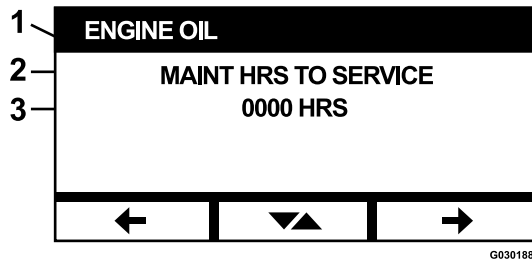 1 ENGINE OIL
2 MAINT HRS TO SERVICE
3 0000 HRS
G030188